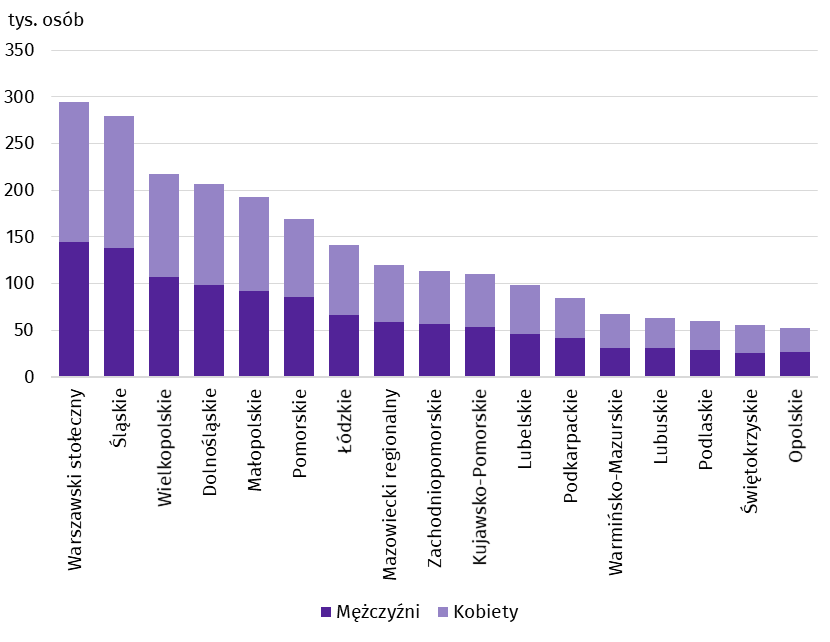 tys. osób
350
300
250
200
150
100
50
0
Warszawski stołeczny
Śląskie
Wielkopolskie
Dolnośląskie
Małopolskie
Pomorskie
Łódzkie
Mazowiecki regionalny
Zachodniopomorskie
Kujawsko-Pomorskie
Lubelskie
Podkarpackie
Warmińsko-Mazurskie
Lubuskie
Podlaskie
Świętokrzyskie
Opolskie
Mężczyźni Kobiety